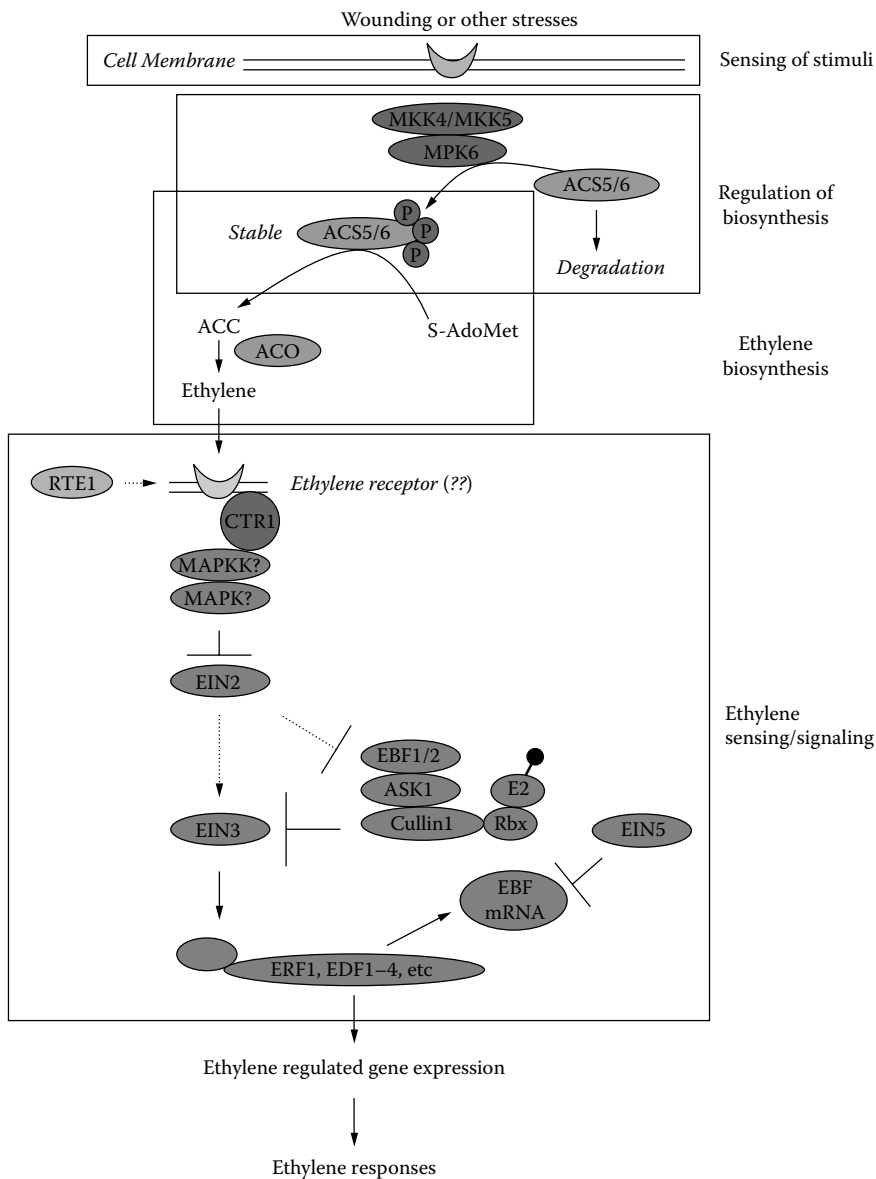 Wounding or other stresses
Cell Membrane
Sensing of stimuli
MKK4/MKK5
MPK6
ACS5/6
Regulation of
biosynthesis
P
Stable
ACS5/6
P
P
Degradation
ACC
S-AdoMet
ACO
Ethylene
biosynthesis
Ethylene
RTE1
Ethylene receptor (??)
CTR1
MAPKK?
MAPK?
EIN2
Ethylene
sensing/signaling
EBF1/2
ASK1
E2
EIN3
Cullin1
Rbx
EIN5
EBF
mRNA
ERF1, EDF1–4, etc
Ethylene regulated gene expression
Ethylene responses